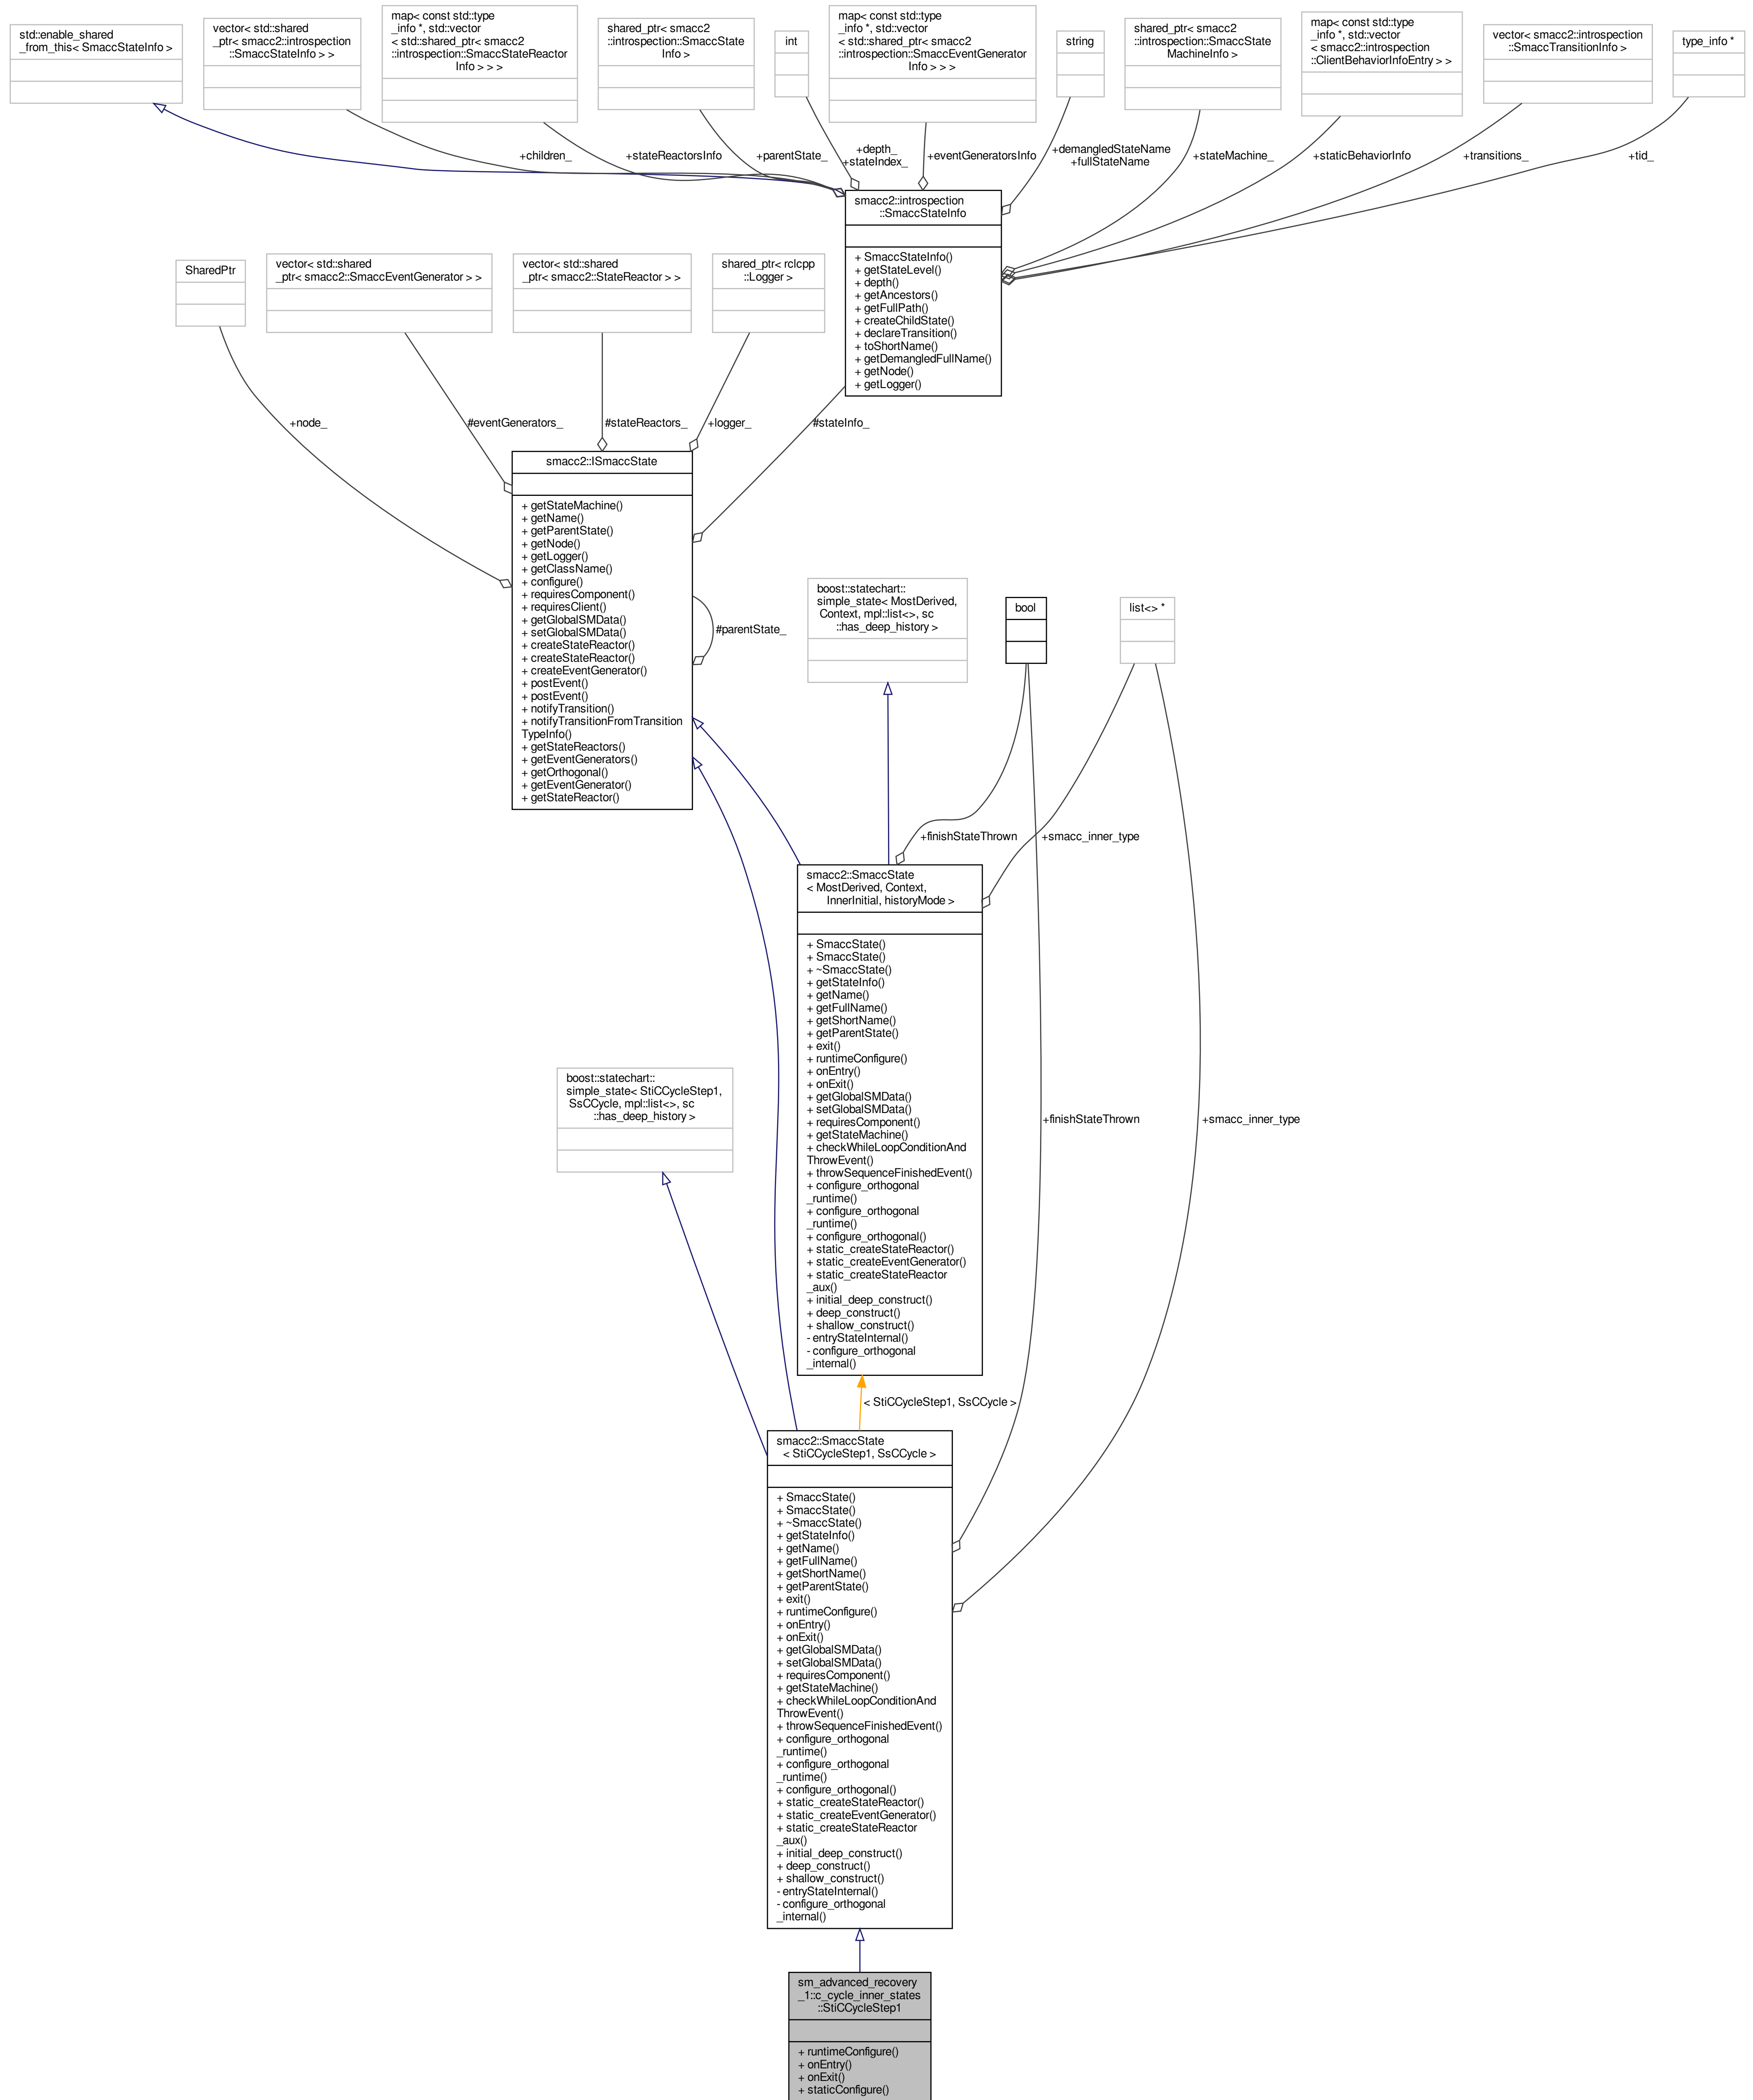 std::enable_shared
_from_this< SmaccStateInfo >
vector< std::shared
_ptr< smacc2::introspection
::SmaccStateInfo > >
map< const std::type
_info *, std::vector
< std::shared_ptr< smacc2
::introspection::SmaccStateReactor
Info > > >
shared_ptr< smacc2
::introspection::SmaccState
Info >
int
map< const std::type
_info *, std::vector
< std::shared_ptr< smacc2
::introspection::SmaccEventGenerator
Info > > >
string
shared_ptr< smacc2
::introspection::SmaccState
MachineInfo >
map< const std::type
_info *, std::vector
< smacc2::introspection
::ClientBehaviorInfoEntry > >
vector< smacc2::introspection
::SmaccTransitionInfo >
type_info *
+children_
+stateReactorsInfo
+parentState_
+depth_
+stateIndex_
+eventGeneratorsInfo
+demangledStateName
+fullStateName
+stateMachine_
+staticBehaviorInfo
+transitions_
+tid_
smacc2::introspection
::SmaccStateInfo
+ SmaccStateInfo()
+ getStateLevel()
+ depth()
+ getAncestors()
+ getFullPath()
+ createChildState()
+ declareTransition()
+ toShortName()
+ getDemangledFullName()
+ getNode()
+ getLogger()
SharedPtr
vector< std::shared
_ptr< smacc2::SmaccEventGenerator > >
vector< std::shared
_ptr< smacc2::StateReactor > >
shared_ptr< rclcpp
::Logger >
+node_
#eventGenerators_
#stateReactors_
+logger_
#stateInfo_
smacc2::ISmaccState
+ getStateMachine()
+ getName()
+ getParentState()
+ getNode()
+ getLogger()
+ getClassName()
+ configure()
+ requiresComponent()
+ requiresClient()
+ getGlobalSMData()
+ setGlobalSMData()
+ createStateReactor()
+ createStateReactor()
+ createEventGenerator()
+ postEvent()
+ postEvent()
+ notifyTransition()
+ notifyTransitionFromTransition
TypeInfo()
+ getStateReactors()
+ getEventGenerators()
+ getOrthogonal()
+ getEventGenerator()
+ getStateReactor()
#parentState_
boost::statechart::
simple_state< MostDerived,
Context, mpl::list<>, sc
::has_deep_history >
bool
list<> *
+finishStateThrown
+smacc_inner_type
smacc2::SmaccState
< MostDerived, Context,
InnerInitial, historyMode >
+ SmaccState()
+ SmaccState()
+ ~SmaccState()
+ getStateInfo()
+ getName()
+ getFullName()
+ getShortName()
+ getParentState()
+ exit()
+ runtimeConfigure()
+ onEntry()
+ onExit()
+ getGlobalSMData()
+ setGlobalSMData()
+ requiresComponent()
+ getStateMachine()
+ checkWhileLoopConditionAnd
ThrowEvent()
+ throwSequenceFinishedEvent()
+ configure_orthogonal
_runtime()
+ configure_orthogonal
_runtime()
+ configure_orthogonal()
+ static_createStateReactor()
+ static_createEventGenerator()
+ static_createStateReactor
_aux()
+ initial_deep_construct()
+ deep_construct()
+ shallow_construct()
- entryStateInternal()
- configure_orthogonal
_internal()
boost::statechart::
simple_state< StiCCycleStep1,
SsCCycle, mpl::list<>, sc
::has_deep_history >
+finishStateThrown
+smacc_inner_type
< StiCCycleStep1, SsCCycle >
smacc2::SmaccState
< StiCCycleStep1, SsCCycle >
+ SmaccState()
+ SmaccState()
+ ~SmaccState()
+ getStateInfo()
+ getName()
+ getFullName()
+ getShortName()
+ getParentState()
+ exit()
+ runtimeConfigure()
+ onEntry()
+ onExit()
+ getGlobalSMData()
+ setGlobalSMData()
+ requiresComponent()
+ getStateMachine()
+ checkWhileLoopConditionAnd
ThrowEvent()
+ throwSequenceFinishedEvent()
+ configure_orthogonal
_runtime()
+ configure_orthogonal
_runtime()
+ configure_orthogonal()
+ static_createStateReactor()
+ static_createEventGenerator()
+ static_createStateReactor
_aux()
+ initial_deep_construct()
+ deep_construct()
+ shallow_construct()
- entryStateInternal()
- configure_orthogonal
_internal()
sm_advanced_recovery
_1::c_cycle_inner_states
::StiCCycleStep1
+ runtimeConfigure()
+ onEntry()
+ onExit()
+ staticConfigure()